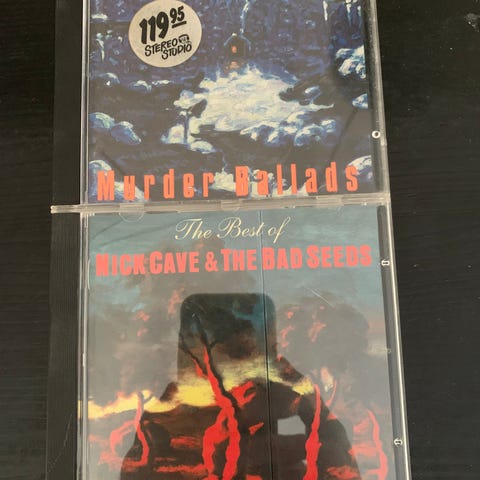 119 95
STEREO
STUDIO
Murder Ballads
The Best of
NICK CAVE & THE BAD SEEDS